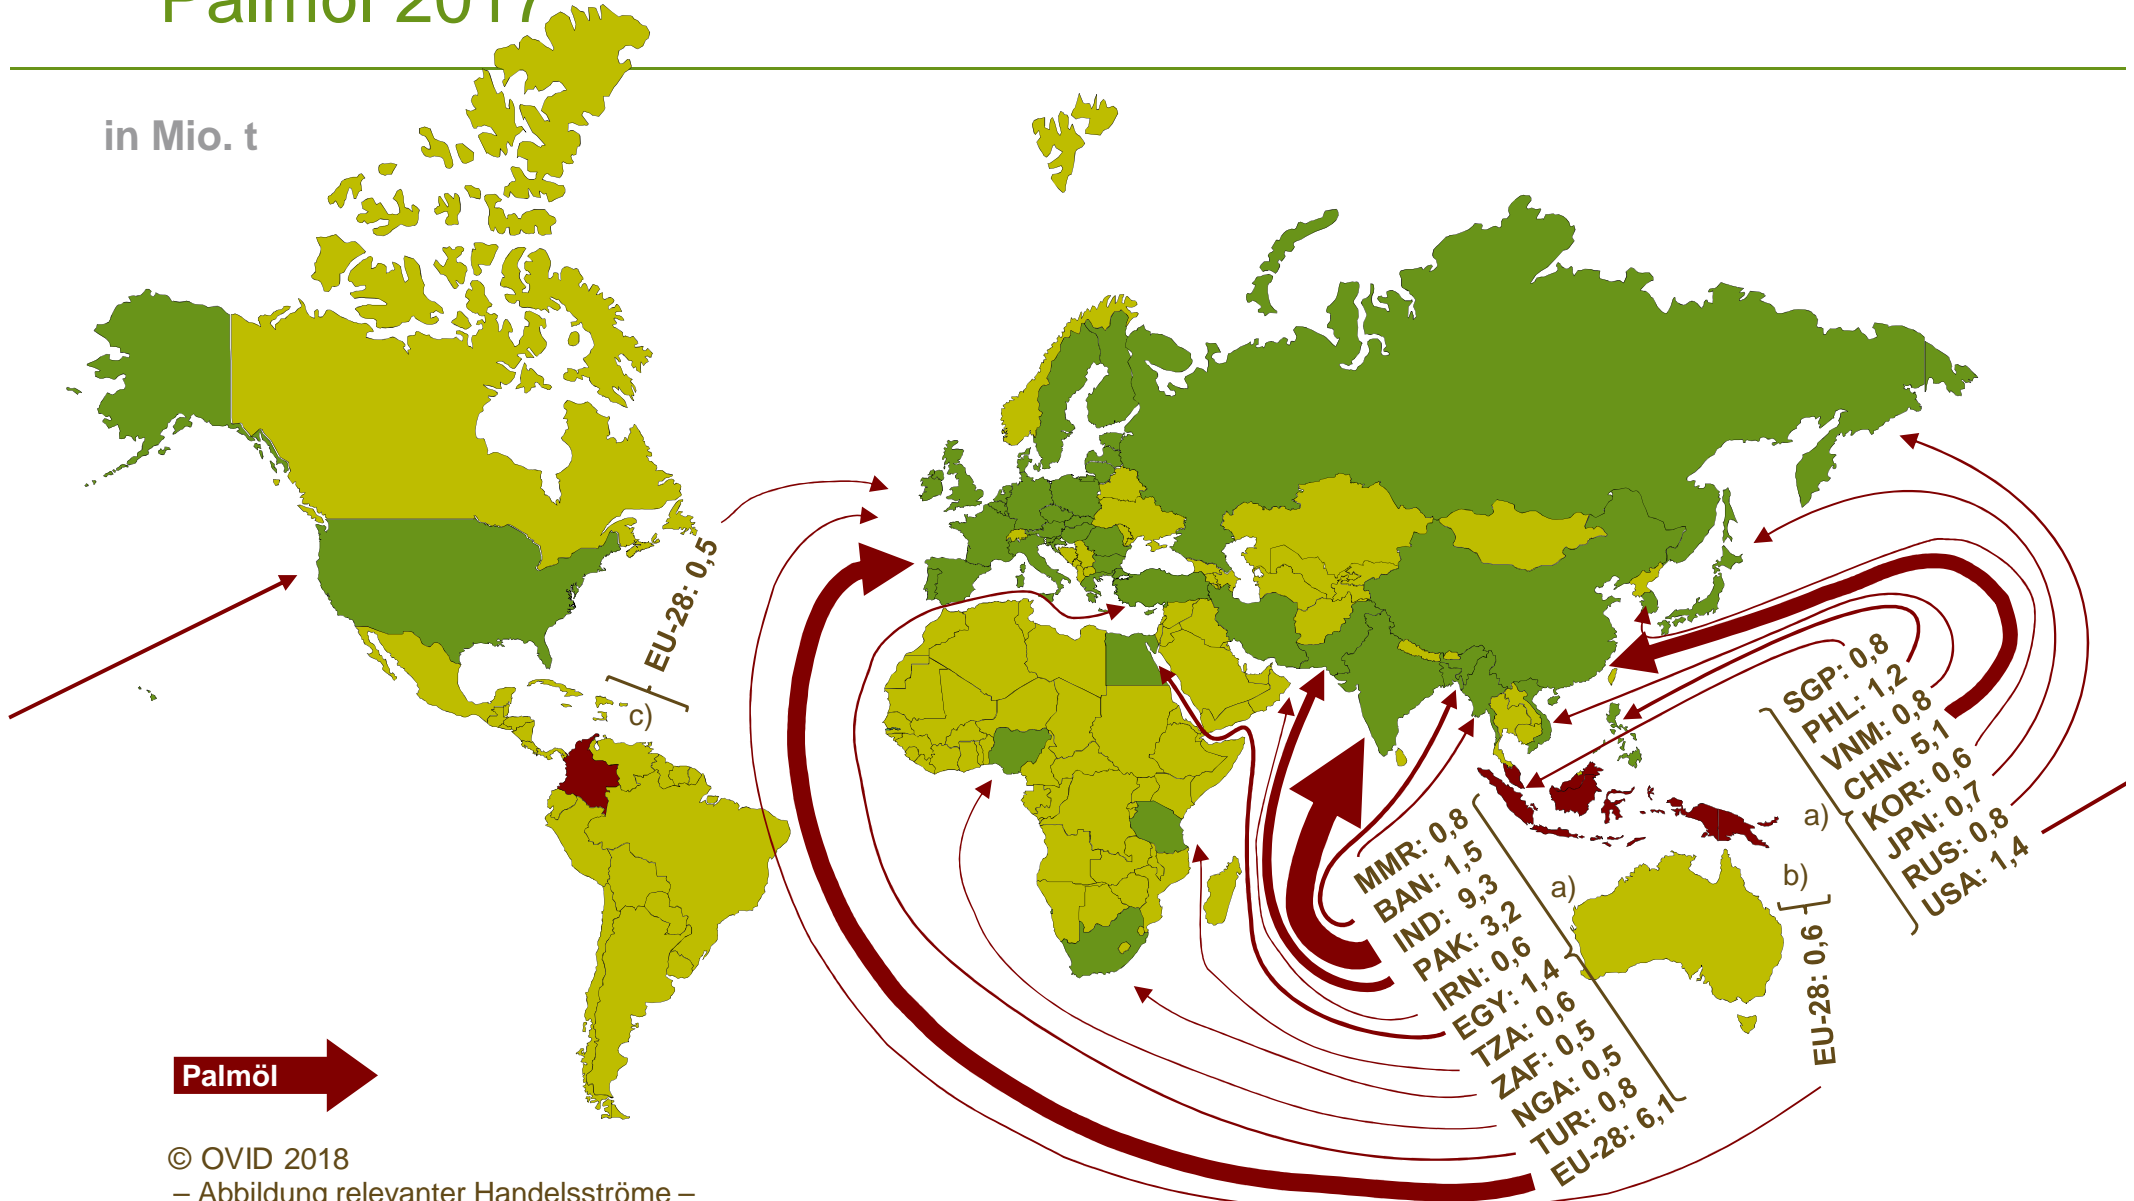 Palmöl 2017
in Mio. t
EU-28: 0,5
c)
SGP: 0,8
PHL: 1,2
VNM: 0,8
CHN: 5,1
KOR: 0,6
JPN: 0,7
RUS: 0,8
USA: 1,4
a)
MMR: 0,8
BAN: 1,5
IND: 9,3
PAK: 3,2
IRN: 0,6
EGY: 1,4
TZA: 0,6
ZAF: 0,5
NGA: 0,5
TUR: 0,8
EU-28: 6,1
a)
b)
EU-28: 0,6
Palmöl
© OVID 2018
– Abbildung relevanter Handelsströme –